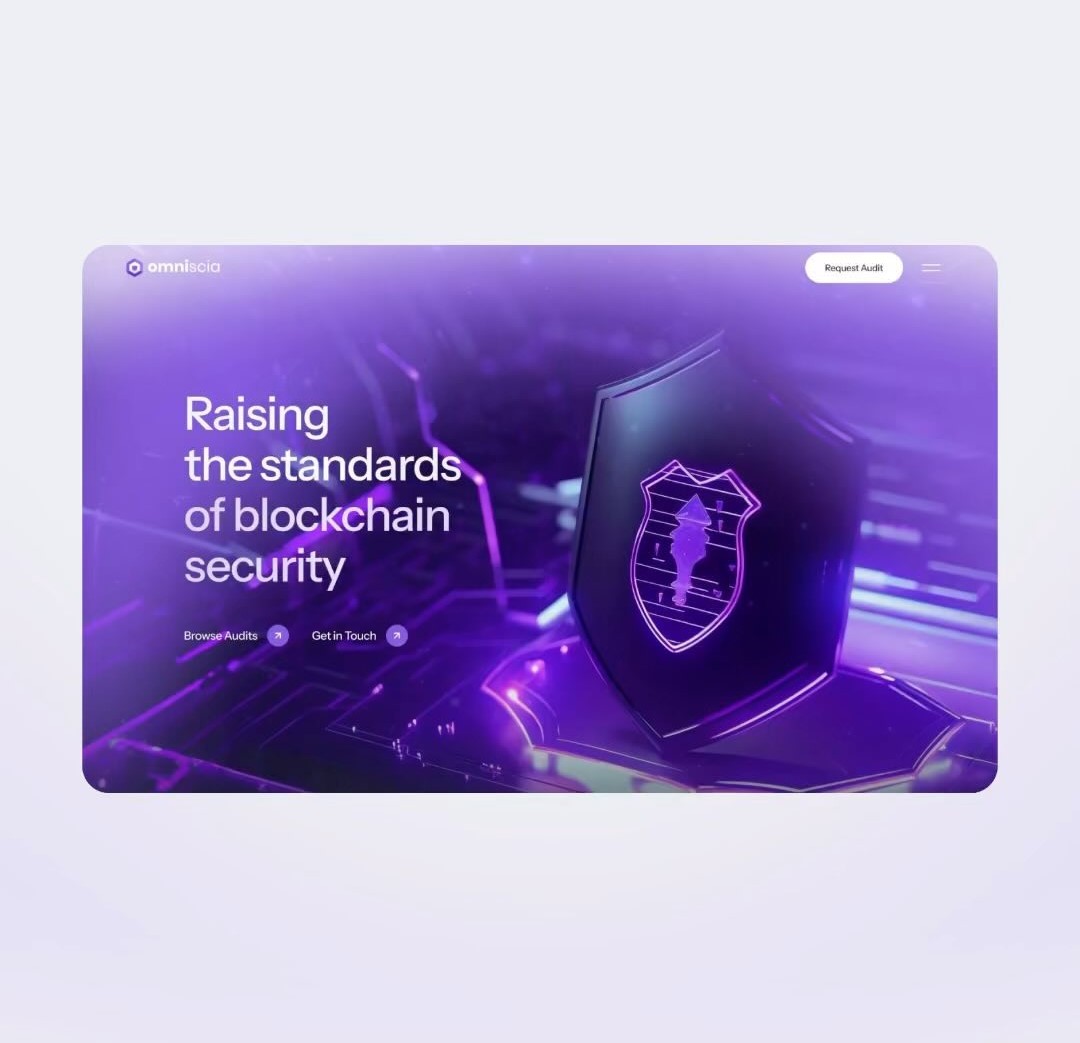 omniscia
Request Audit
Raising
the standards
of blockchain
security
Browse Audits
Get in Touch